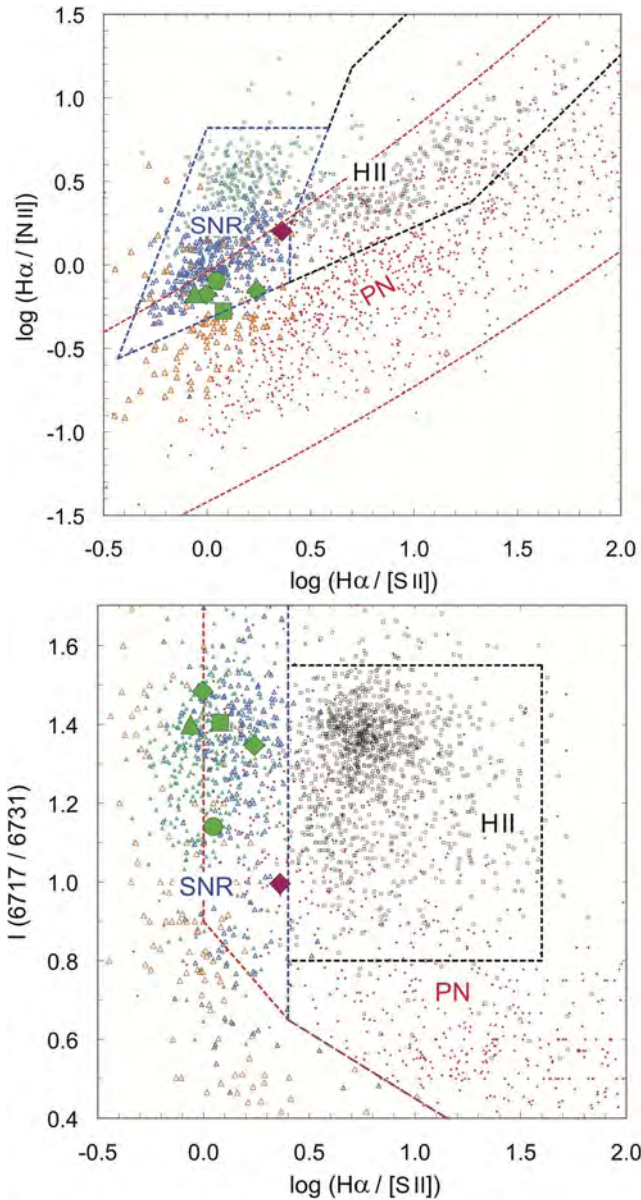 1.5
1.0
0.5
0.0
-0.5
-1.0
-1.5
log (Hα / [N II])
H II
SNR
PN
-0.5 0.0 0.5 1.0 1.5 2.0
log (Hα / [S II])
1.6
1.4
1.2
1.0
0.8
0.6
0.4
I (6717 / 6731)
H II
SNR
PN
-0.5 0.0 0.5 1.0 1.5 2.0
log (Hα / [S II])